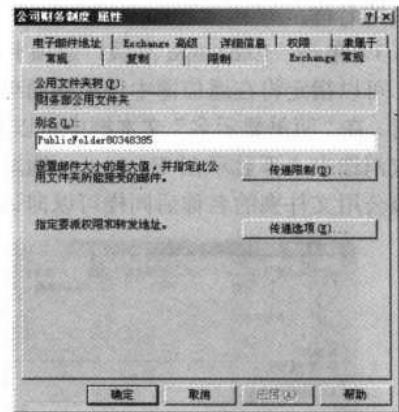 公司财务制度 属性
电子邮件地址 Exchange 高级 详细信息 权限 隶属于
常规 复制 限制 Exchange 常规
公用文件夹树(P):
财务部公用文件夹
别名(L):
PublicFolder80348385
设置邮件大小的最大值,并指定此公 传递限制(R)...
用文件夹所能接受的邮件。
指定委派权限和转发地址。 传递选项(E)...
确定 取消 应用(A) 帮助